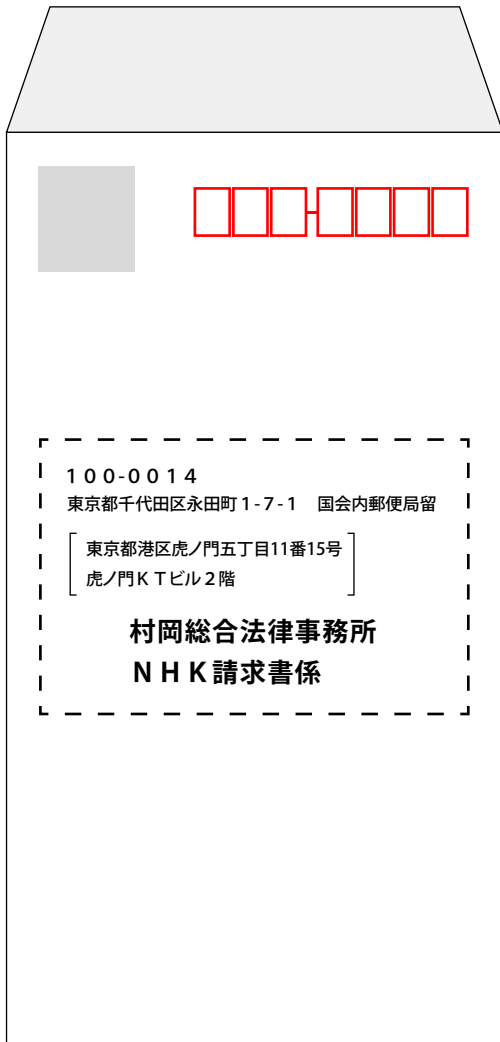 １００-００１４
東京都千代田区永田町１-７-１　国会内郵便局留
東京都港区虎ノ門五丁目11番15号
虎ノ門ＫＴビル２階
村岡総合法律事務所
ＮＨＫ請求書係